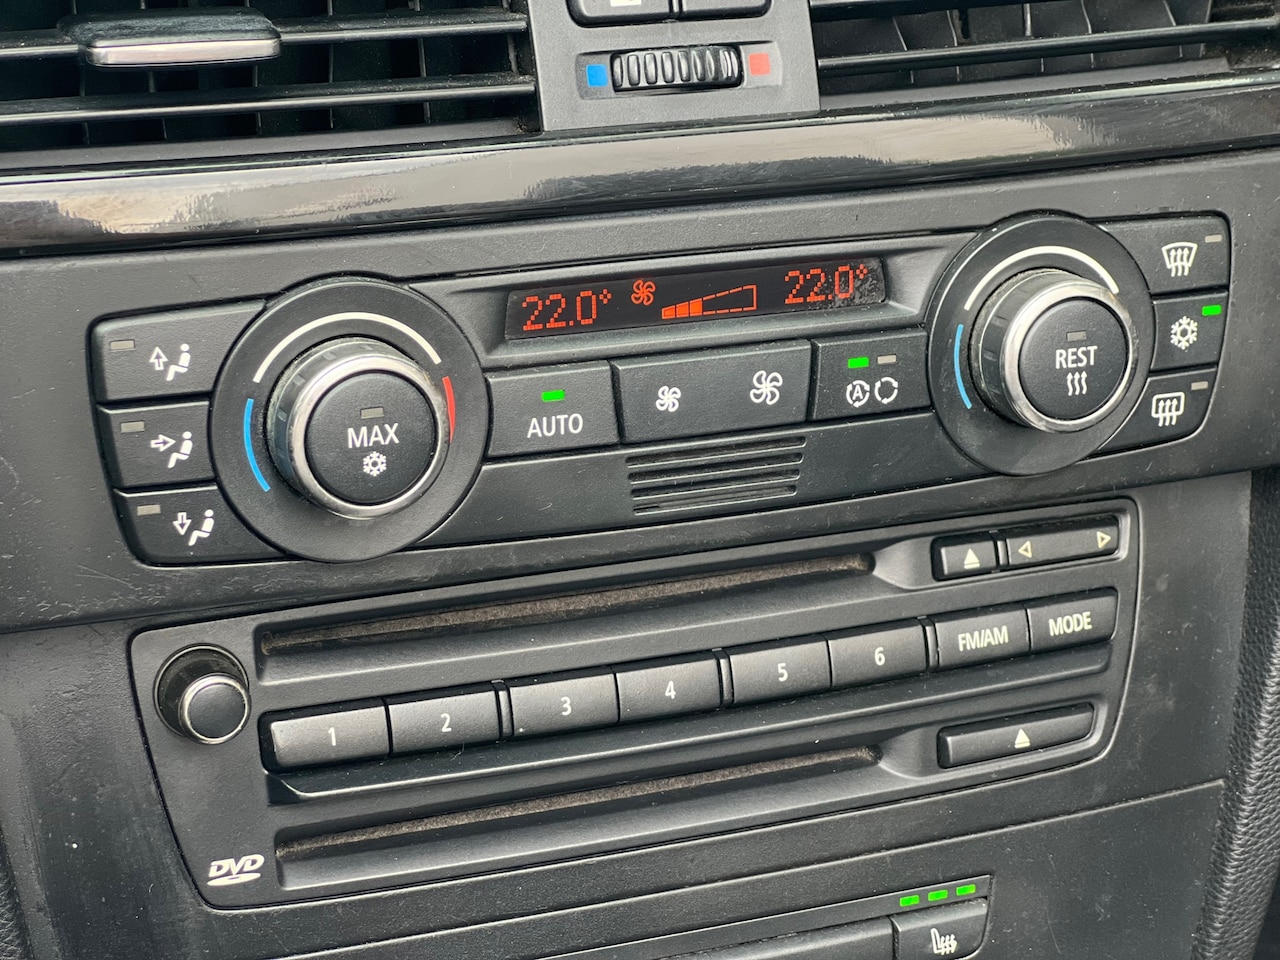 22.0° 22.0°
MAX
AUTO
A
REST
1 2 3 4 5 6 FM/AM MODE
DVD